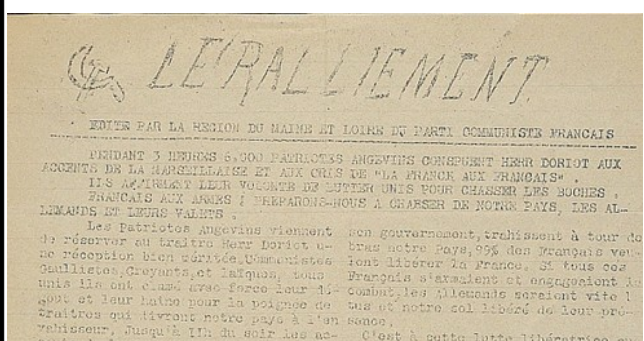 LE RALLIEMENT
EDITE PAR LA REGION DU MAINE ET LOIRE DU PARTI COMMUNISTE FRANCAIS
PENDANT 3 HEURES 6.000 PATRIOTES ANGEVINS CONSPUENT HERR DORIOT AUX
ACCENTS DE LA MARSEILLAISE ET AUX CRIS DE "LA FRANCE AUX FRANCAIS" .
ILS AFFIRMENT LEUR VOLONTE DE LUTTER UNIS POUR CHASSER LES BOCHES .
FRANCAIS AUX ARMES ! PREPARONS-NOUS A CHASSER DE NOTRE PAYS, LES AL-
LEMANDS ET LEURS VALETS .
Les Patriotes Angevins viennent
de réserver au traître Herr Doriot u-
ne réception bien méritée.Communistes
Gaullistes,Croyants,et laïques, tous
unis ils ont clamé avec force leur dé-
gout et leur haine pour la poignée de
traitres qui livrent notre pays à l'en
vahisseur. Jusqu'à 11h du soir les ac-
son gouvernement,trahissent à tour de
bras notre Pays,99% des Français veu-
lent libérer la France. Si tous ces
Français s'armaient et engageaient le
combat,les Allemands seraient vite
et notre sol libéré de leur pré-
sence.
C'est à cette lutte libératrice